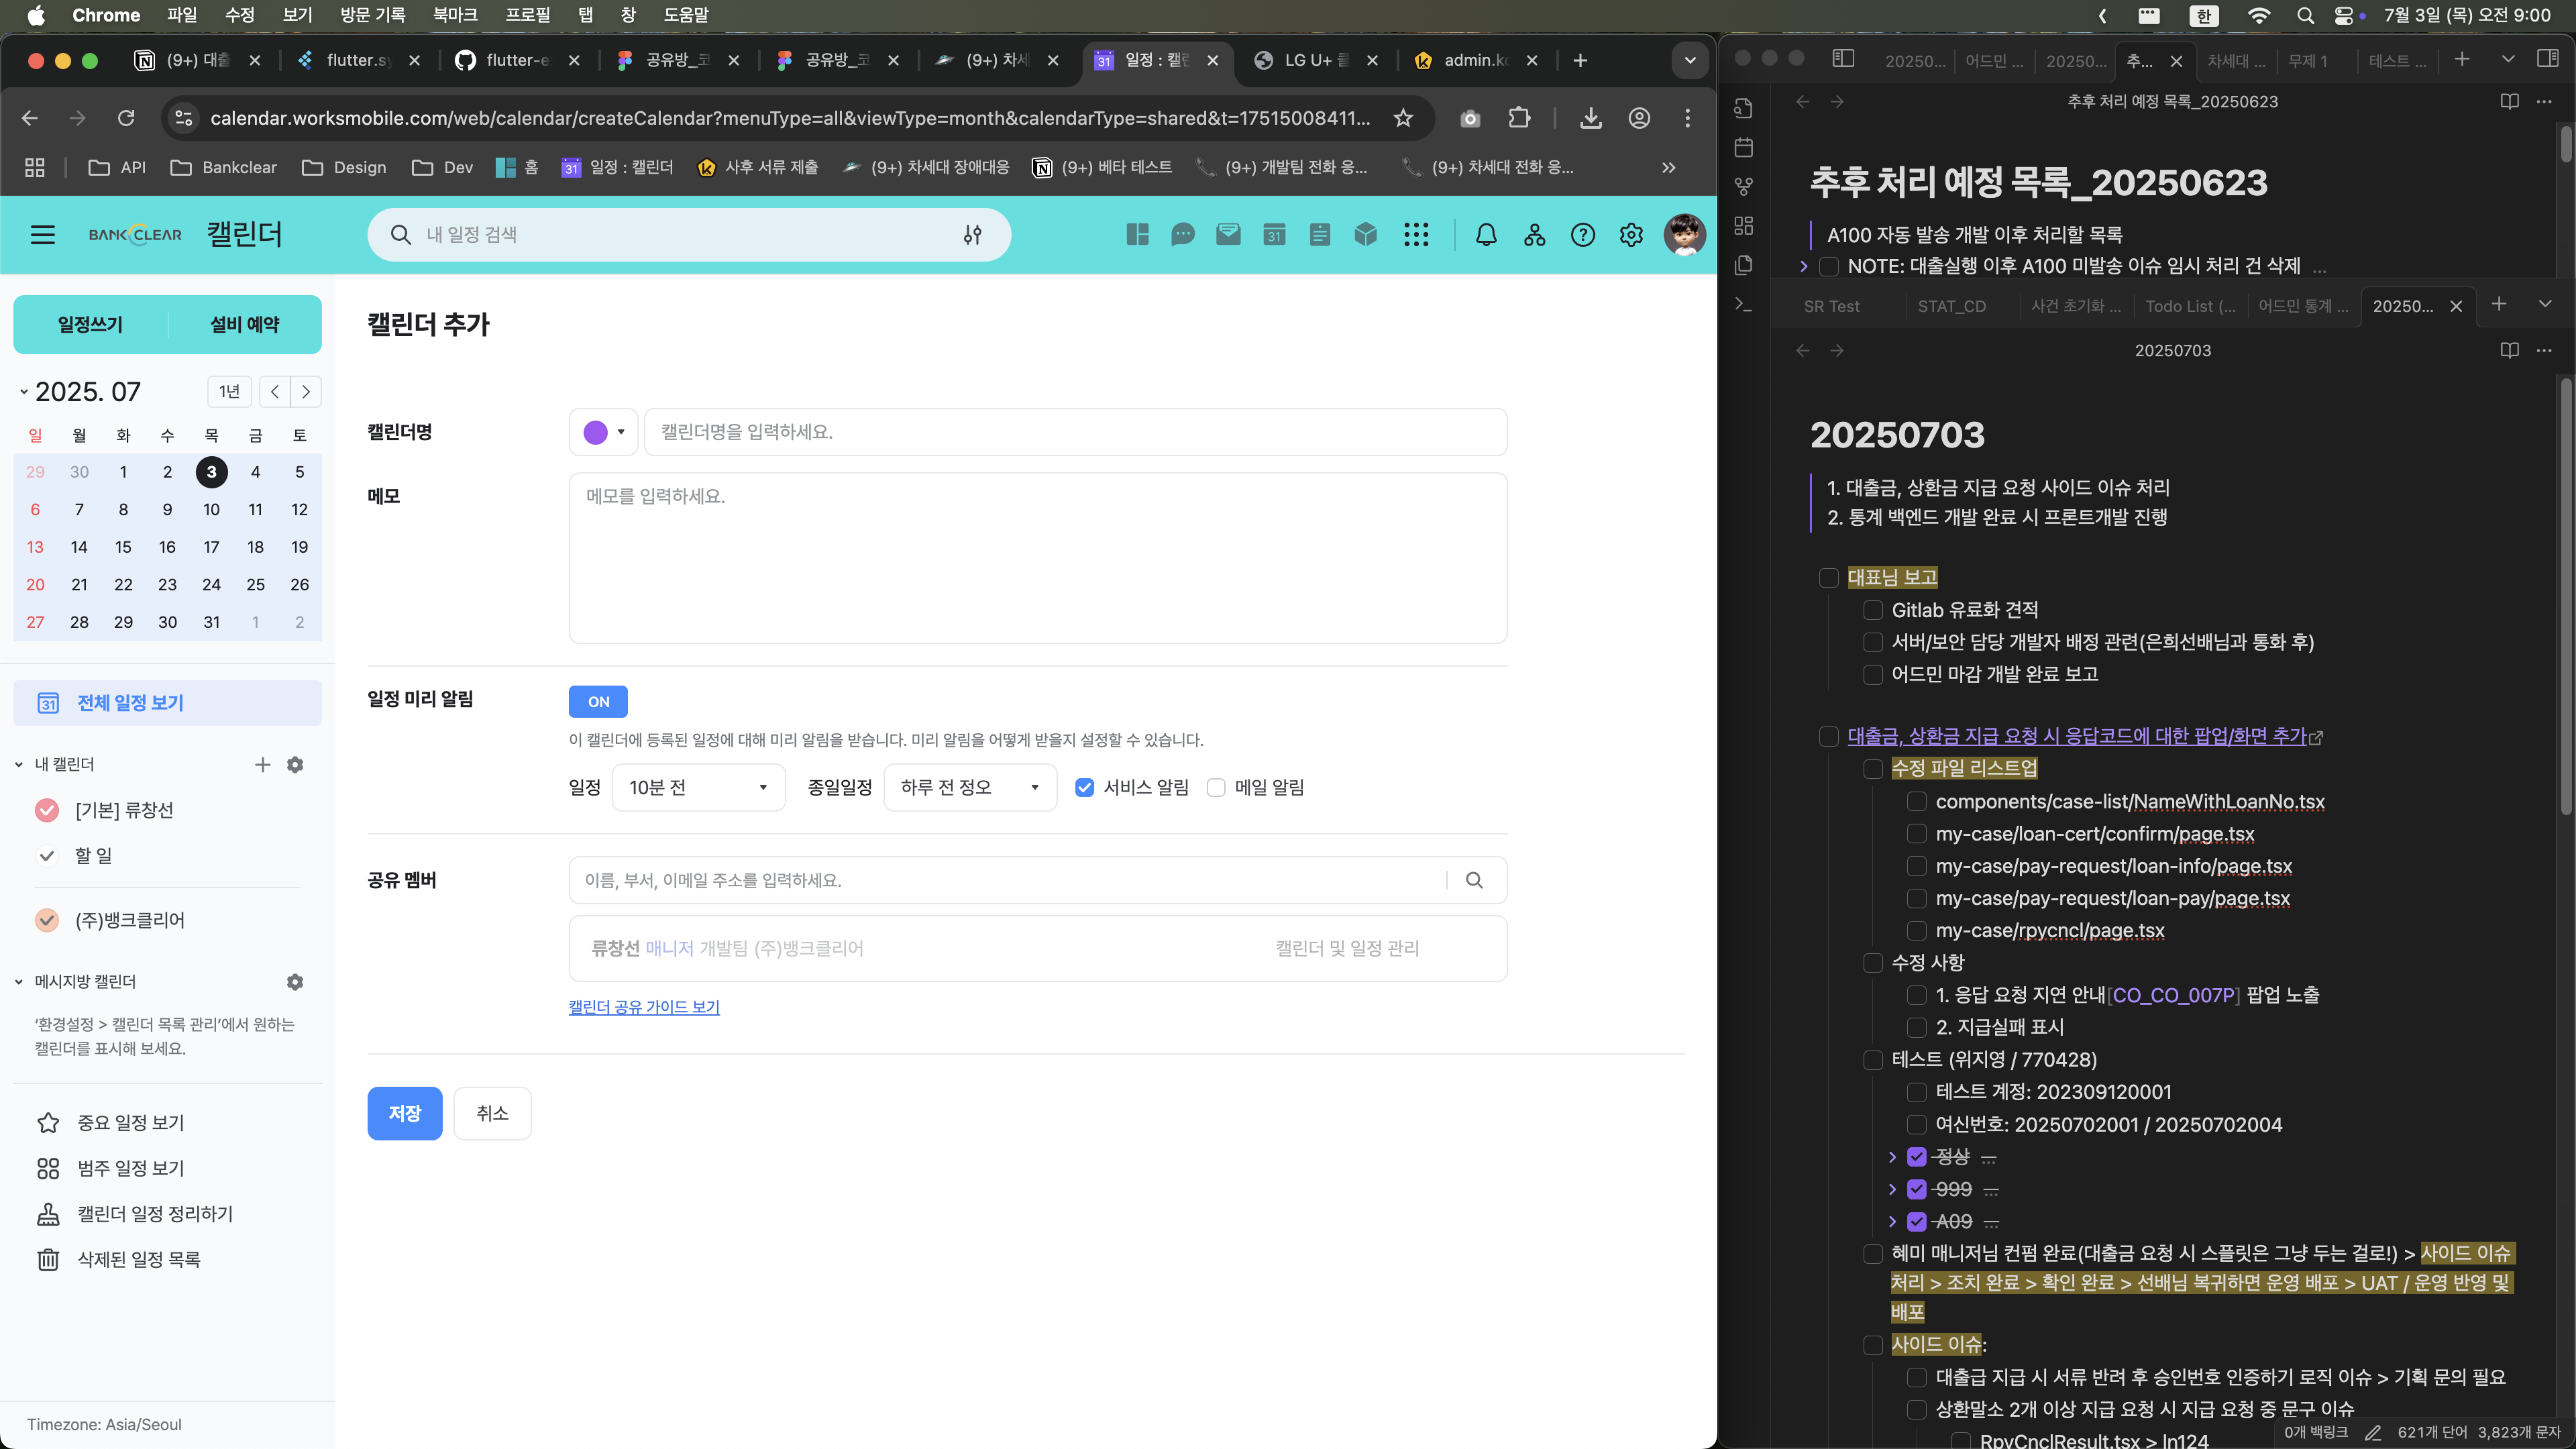 Chrome 파일 수정 보기 방문 기록 북마크 프로필 탭 창 도움말
한 7월 3일 (목) 오전 9:00
(9+) 대출
flutter.s
flutter-e
공유방_코
공유방_코
(9+) 차세
일정 : 캘린
LG U+ 클
admin.k
calendar.worksmobile.com/web/calendar/createCalendar?menuType=all&viewType=month&calendarType=shared&t=17515008411...
API
Bankclear
Design
Dev
홈
일정 : 캘린더
사후 서류 제출
(9+) 차세대 장애대응
(9+) 베타 테스트
(9+) 개발팀 전화 응...
(9+) 차세대 전화 응...
BANKCLEAR 캘린더
내 일정 검색
31
일정쓰기 설비 예약
2025. 07 1년
일 월 화 수 목 금 토
29 30 1 2 3 4 5
6 7 8 9 10 11 12
13 14 15 16 17 18 19
20 21 22 23 24 25 26
27 28 29 30 31 1 2
31 전체 일정 보기
내 캘린더
[기본] 류창선
할 일
(주)뱅크클리어
메시지방 캘린더
‘환경설정 > 캘린더 목록 관리’에서 원하는
캘린더를 표시해 보세요.
중요 일정 보기
범주 일정 보기
캘린더 일정 정리하기
삭제된 일정 목록
Timezone: Asia/Seoul
캘린더 추가
캘린더명 캘린더명을 입력하세요.
메모 메모를 입력하세요.
일정 미리 알림 ON
이 캘린더에 등록된 일정에 대해 미리 알림을 받습니다. 미리 알림을 어떻게 받을지 설정할 수 있습니다.
일정 10분 전 종일일정 하루 전 정오 서비스 알림 메일 알림
공유 멤버 이름, 부서, 이메일 주소를 입력하세요.
류창선 매니저 개발팀 (주)뱅크클리어 캘린더 및 일정 관리
캘린더 공유 가이드 보기
저장 취소
20250... 어드민 ... 20250... 추... 차세대 ... 무제 1 테스트 ...
추후 처리 예정 목록_20250623
추후 처리 예정 목록_20250623
A100 자동 발송 개발 이후 처리할 목록
NOTE: 대출실행 이후 A100 미발송 이슈 임시 처리 건 삭제 ...
SR Test STAT_CD 사건 초기화 ... Todo List (... 어드민 통계 ... 20250...
20250703
20250703
1. 대출금, 상환금 지급 요청 사이드 이슈 처리
2. 통계 백엔드 개발 완료 시 프론트개발 진행
대표님 보고
Gitlab 유료화 견적
서버/보안 담당 개발자 배정 관련(은희선배님과 통화 후)
어드민 마감 개발 완료 보고
대출금, 상환금 지급 요청 시 응답코드에 대한 팝업/화면 추가
수정 파일 리스트업
components/case-list/NameWithLoanNo.tsx
my-case/loan-cert/confirm/page.tsx
my-case/pay-request/loan-info/page.tsx
my-case/pay-request/loan-pay/page.tsx
my-case/rpycncl/page.tsx
수정 사항
1. 응답 요청 지연 안내[CO_CO_007P] 팝업 노출
2. 지급실패 표시
테스트 (위지영 / 770428)
테스트 계정: 202309120001
여신번호: 20250702001 / 20250702004
정상 ...
999 ...
A09 ...
혜미 매니저님 컨펌 완료(대출금 요청 시 스플릿은 그냥 두는 걸로!) > 사이드 이슈
처리 > 조치 완료 > 확인 완료 > 선배님 복귀하면 운영 배포 > UAT / 운영 반영 및
배포
사이드 이슈:
대출급 지급 시 서류 반려 후 승인번호 인증하기 로직 이슈 > 기획 문의 필요
상환말소 2개 이상 지급 요청 시 지급 요청 중 문구 이슈
RpyCnclResult.tsx > ln124
0개 백링크 621개 단어 3,823개 문자